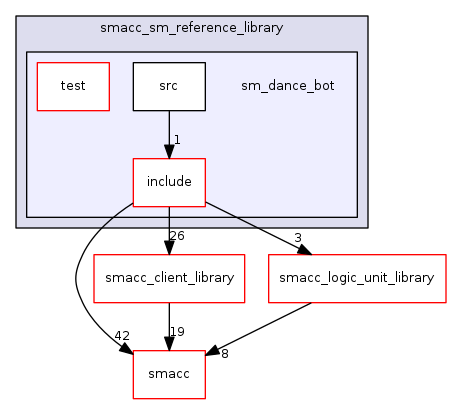 smacc_sm_reference_library
test
src
sm_dance_bot
1
include
26
3
smacc_client_library
smacc_logic_unit_library
42
19
8
smacc